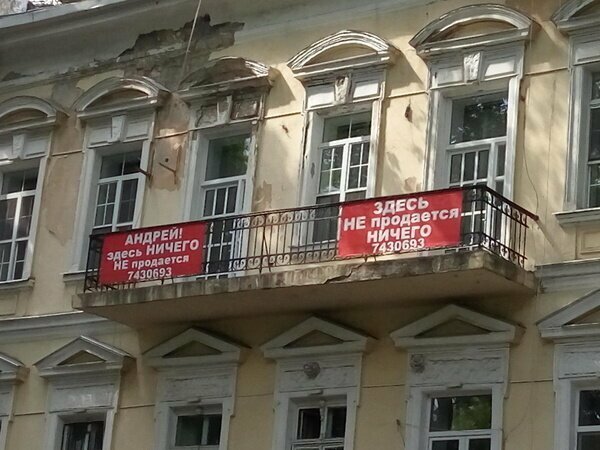 АНДРЕЙ!
здесь НИЧЕГО
НЕ продается
7430693
ЗДЕСЬ
НЕ продается
НИЧЕГО
7430693